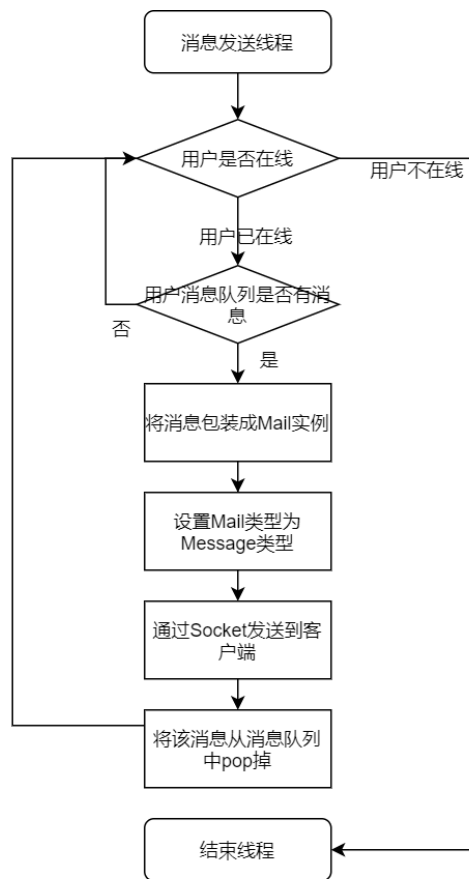 消息发送线程
用户是否在线
用户不在线
用户已在线
用户消息队列是否有消
息
否
是
将消息包装成Mail实例
设置Mail类型为
Message类型
通过Socket发送到客
户端
将该消息从消息队列
中pop掉
结束线程